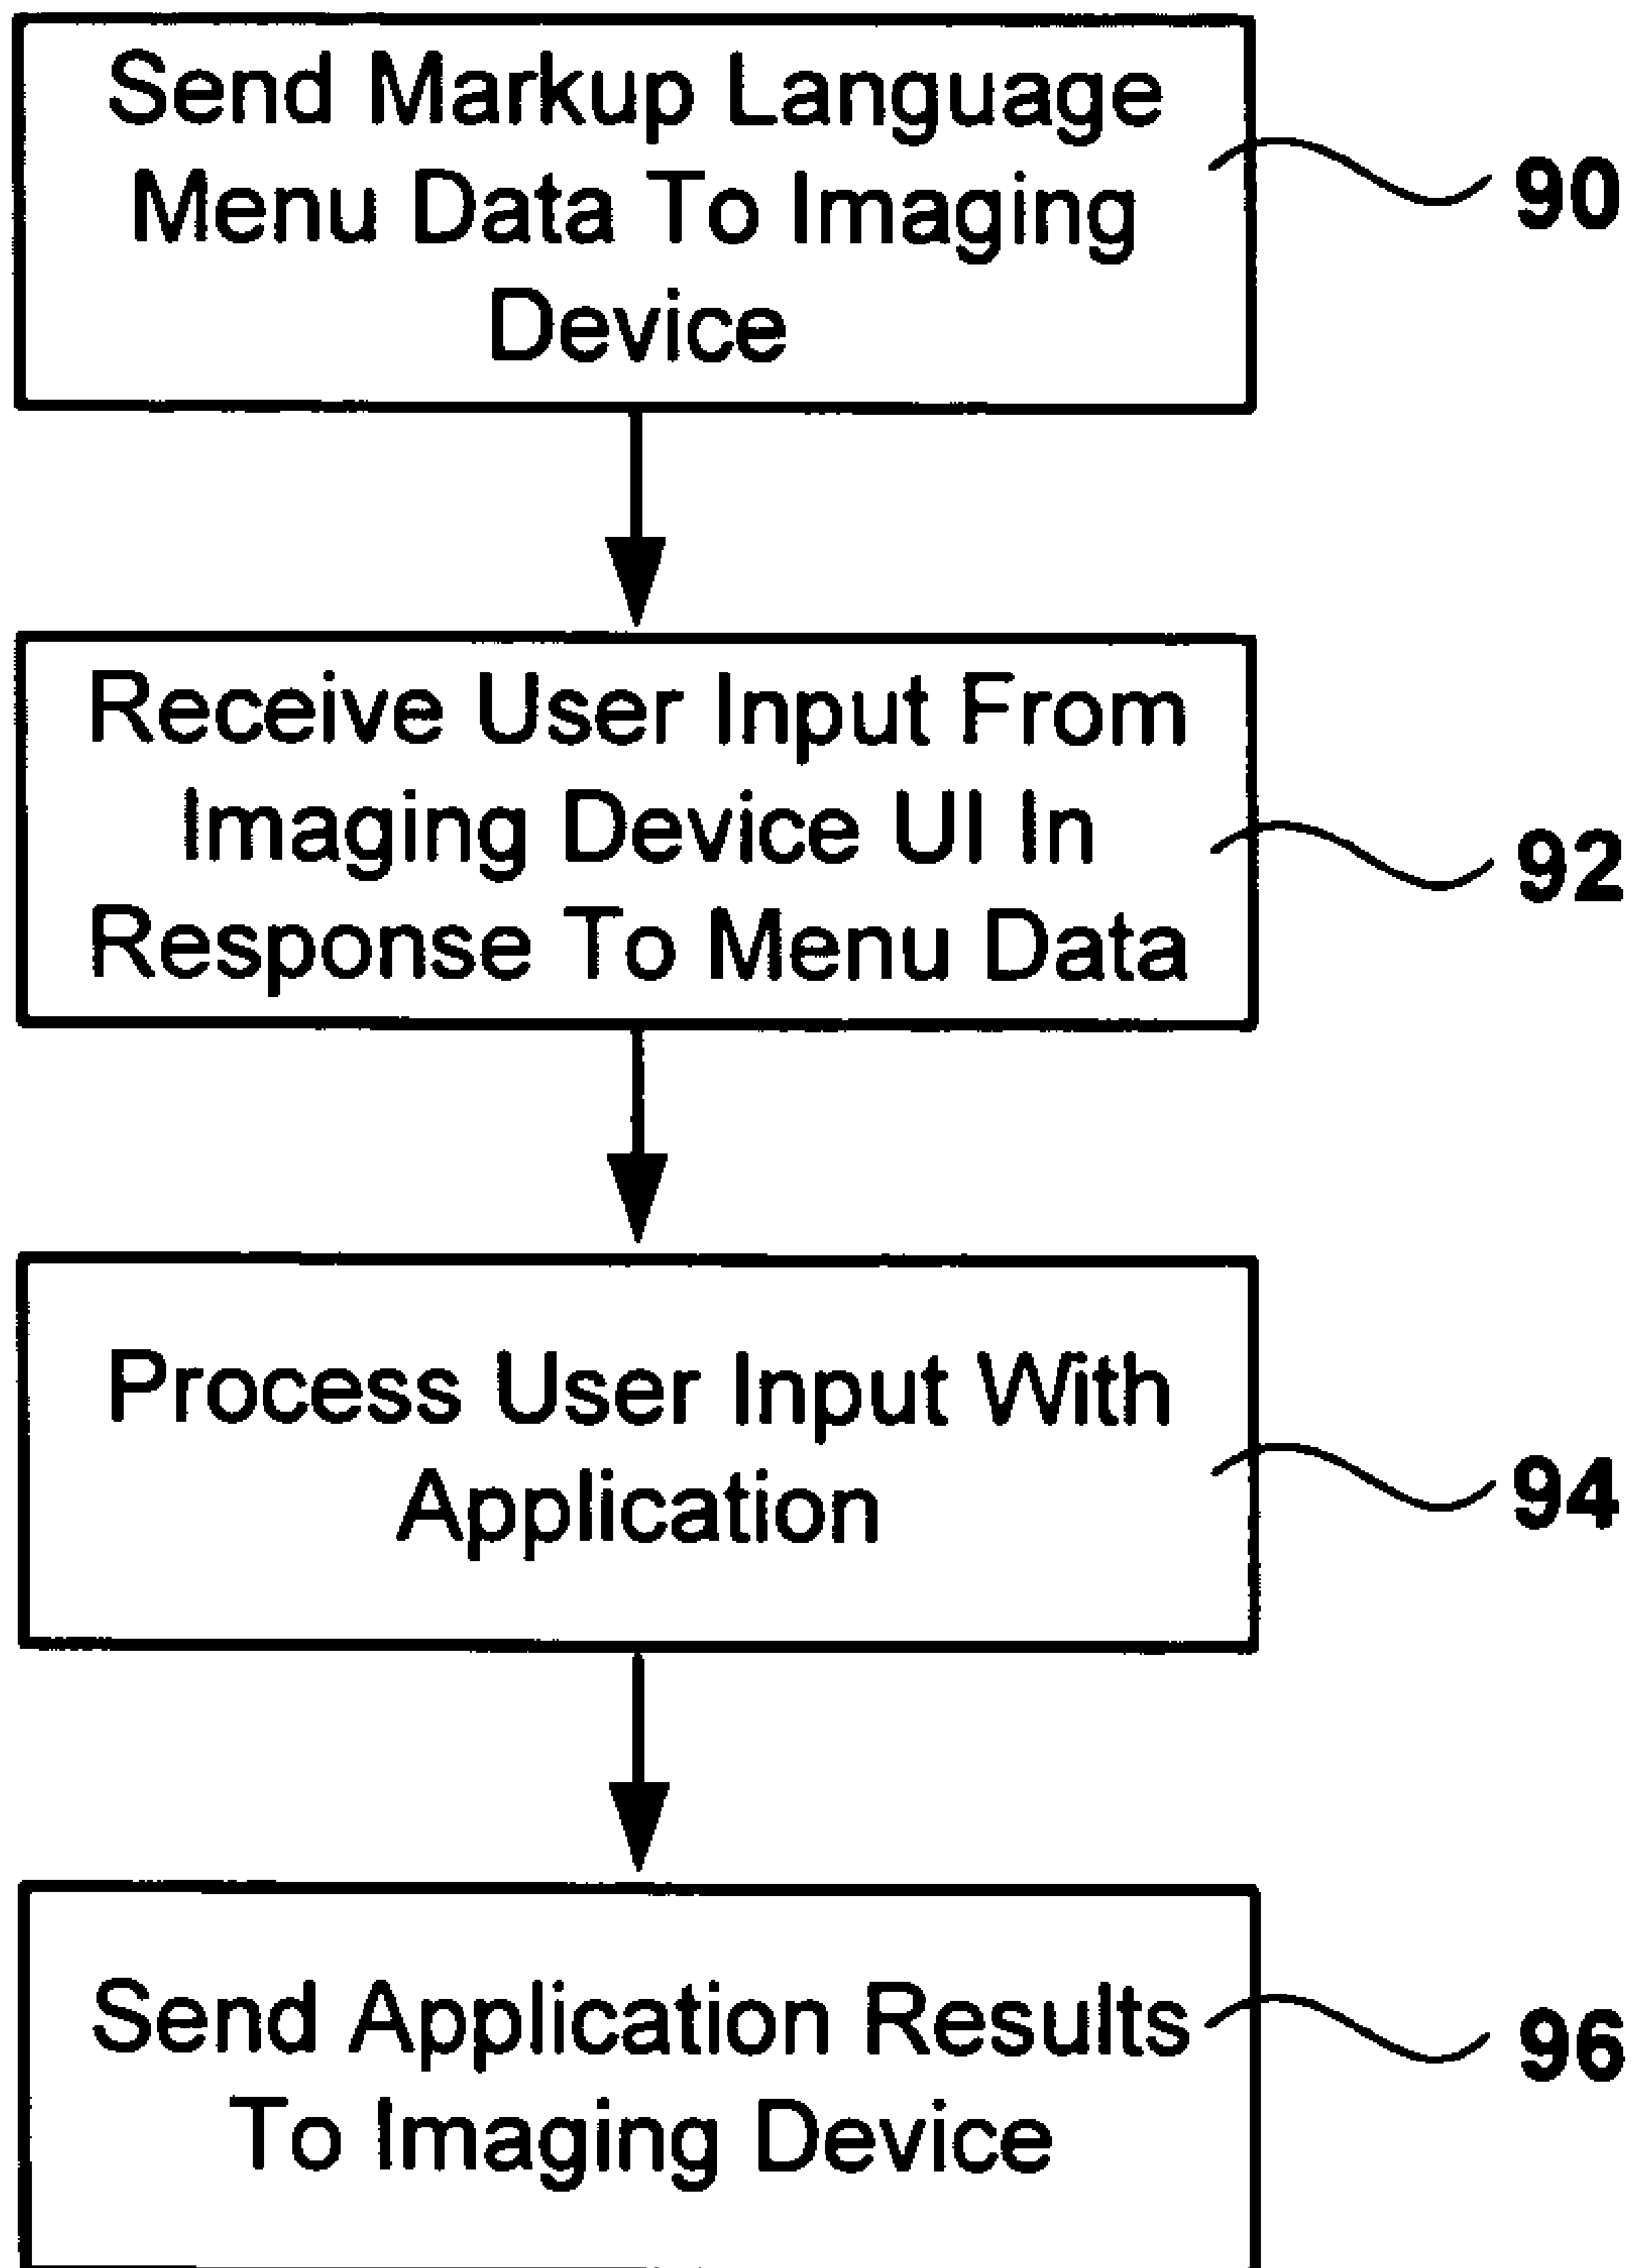 Send Markup Language
Menu Data To Imaging
Device
90
Receive User Input From
Imaging Device UI In
Response To Menu Data
92
Process User Input With
Application
94
Send Application Results
To Imaging Device
96